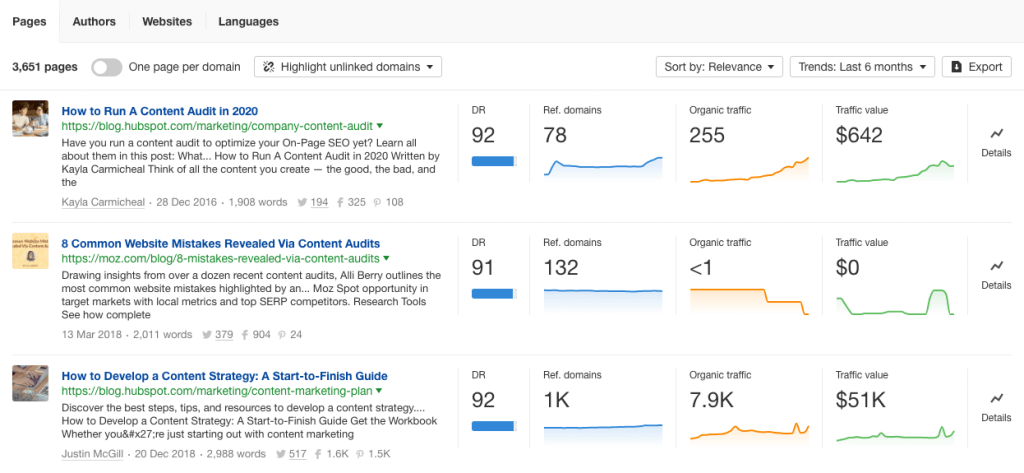 Pages Authors Websites Languages
3,651 pages One page per domain Highlight unlinked domains Sort by: Relevance Trends: Last 6 months Export
How to Run A Content Audit in 2020
https://blog.hubspot.com/marketing/company-content-audit
Have you run a content audit to optimize your On-Page SEO yet? Learn all
about them in this post: What... How to Run A Content Audit in 2020 Written by
Kayla Carmicheal Think of all the content you create — the good, the bad, and
the
Kayla Carmicheal · 28 Dec 2016 · 1,908 words 194 325 108
DR Ref. domains Organic traffic Traffic value
92 78 255 $642
Details
8 Common Website Mistakes Revealed Via Content Audits
https://moz.com/blog/8-mistakes-revealed-via-content-audits
Drawing insights from over a dozen recent content audits, Alli Berry outlines the
most common website mistakes highlighted by an... Moz Spot opportunity in
target markets with local metrics and top SERP competitors. Research Tools
See how complete
13 Mar 2018 · 2,011 words 379 904 24
DR Ref. domains Organic traffic Traffic value
91 132 <1 $0
Details
How to Develop a Content Strategy: A Start-to-Finish Guide
https://blog.hubspot.com/marketing/content-marketing-plan
Discover the best steps, tips, and resources to develop a content strategy....
How to Develop a Content Strategy: A Start-to-Finish Guide Get the Workbook
Whether you&#x27;re just starting out with content marketing
Justin McGill · 20 Dec 2018 · 2,988 words 517 1.6K 1.5K
DR Ref. domains Organic traffic Traffic value
92 1K 7.9K $51K
Details